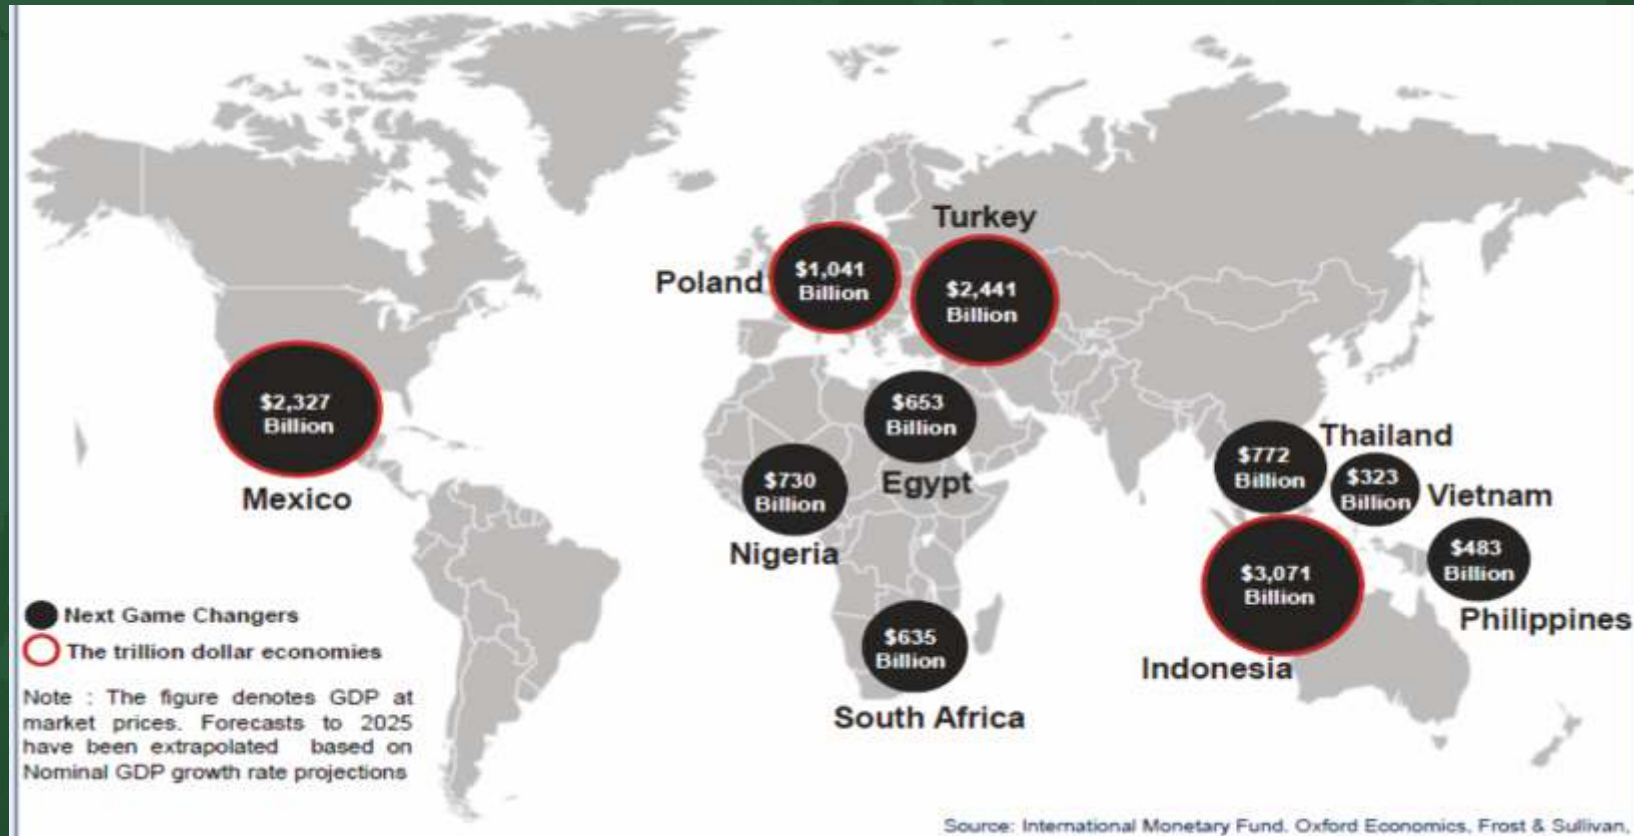 Turkey
Poland
$1,041
Billion
$2,441
Billion
$2,327
Billion
Mexico
$653
Billion
Egypt
$730
Billion
Nigeria
$772
Billion
Thailand
$323
Billion
Vietnam
$483
Billion
Philippines
$3,071
Billion
Indonesia
$635
Billion
South Africa
Next Game Changers
The trillion dollar economies
Note : The figure denotes GDP at
market prices. Forecasts to 2025
have been extrapolated based on
Nominal GDP growth rate projections
Source: International Monetary Fund. Oxford Economics, Frost & Sullivan.